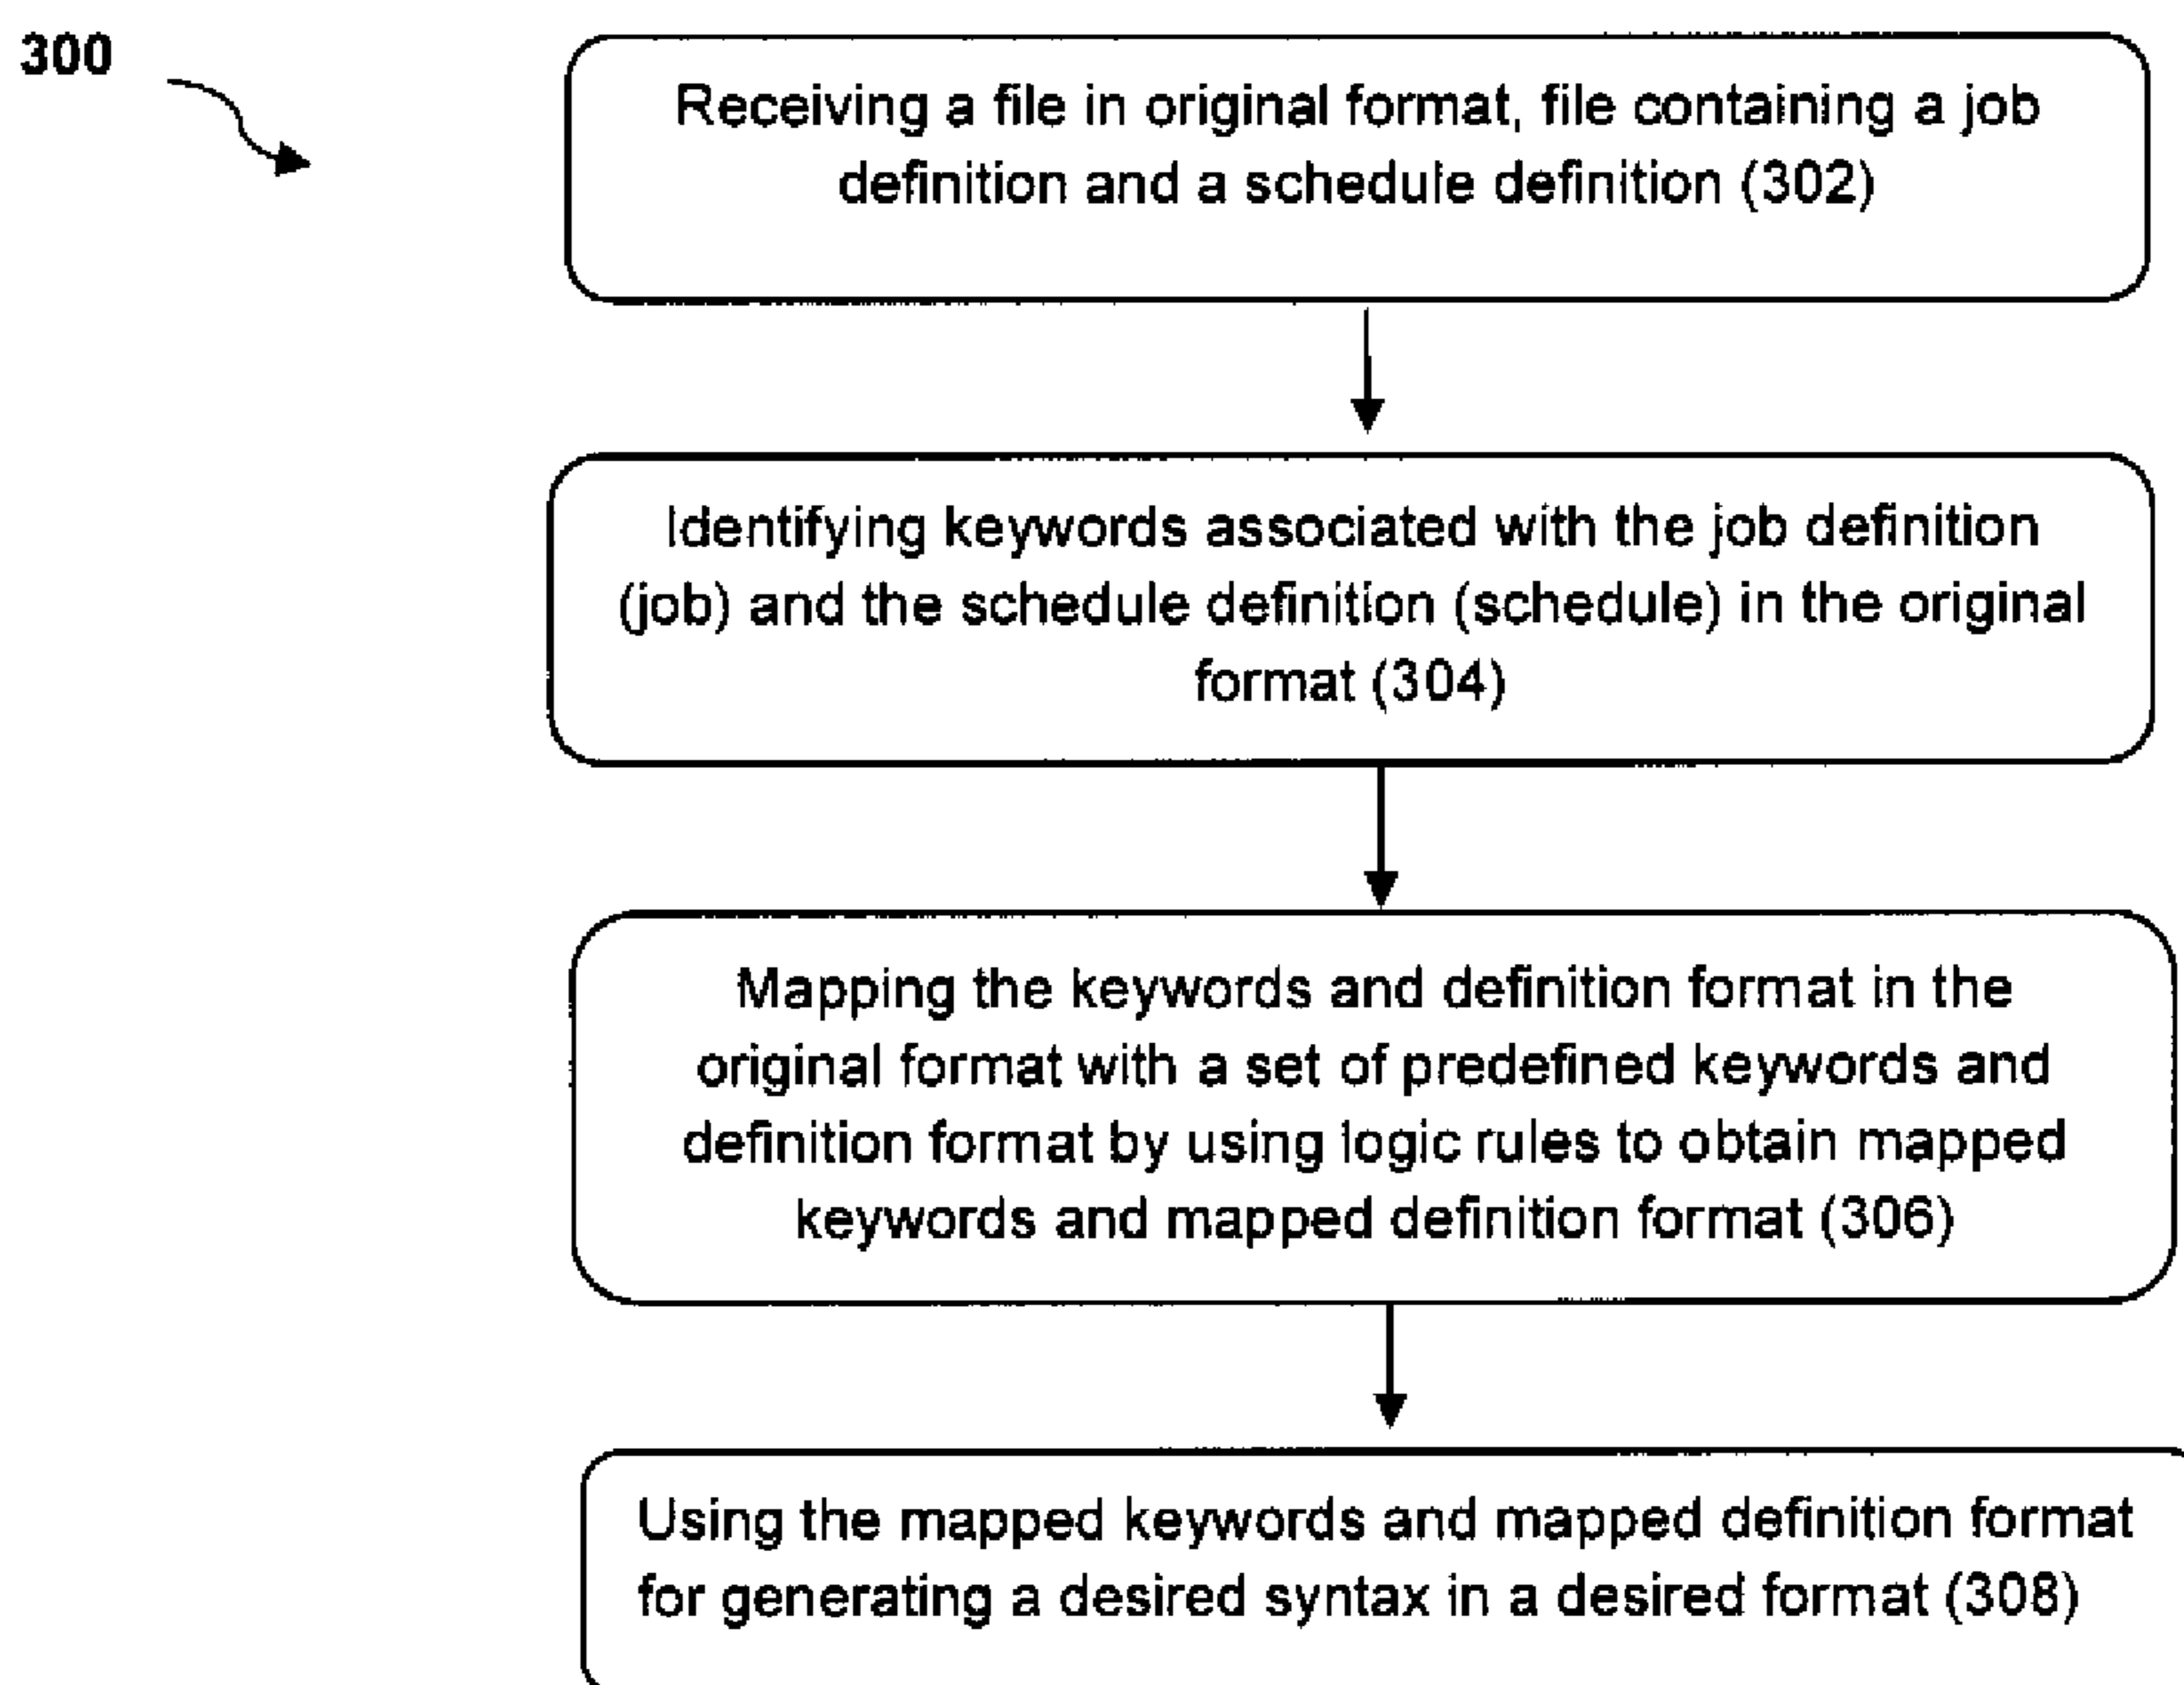 300
Receiving a file in original format, file containing a job
definition and a schedule definition (302)
Identifying keywords associated with the job definition
(job) and the schedule definition (schedule) in the original
format (304)
Mapping the keywords and definition format in the
original format with a set of predefined keywords and
definition format by using logic rules to obtain mapped
keywords and mapped definition format (306)
Using the mapped keywords and mapped definition format
for generating a desired syntax in a desired format (308)